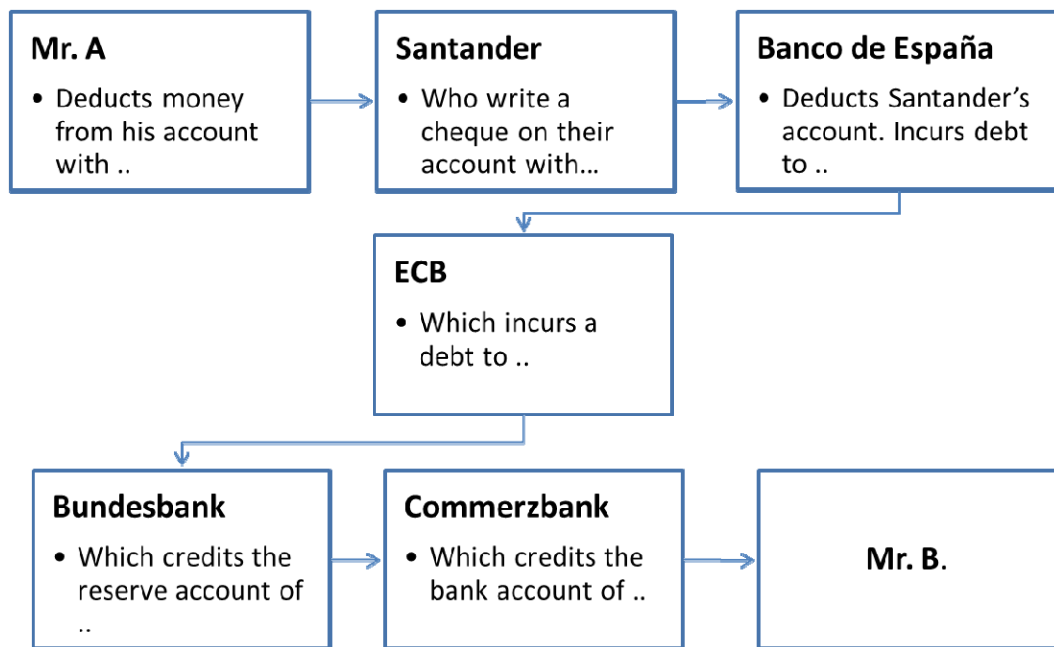 Mr. A
• Deducts money
from his account
with ..
Santander
• Who write a
cheque on their
account with...
Banco de España
• Deducts Santander's
account. Incurs debt
to ..
ECB
• Which incurs a
debt to ..
Bundesbank
• Which credits the
reserve account of
..
Commerzbank
• Which credits the
bank account of ..
Mr. B.